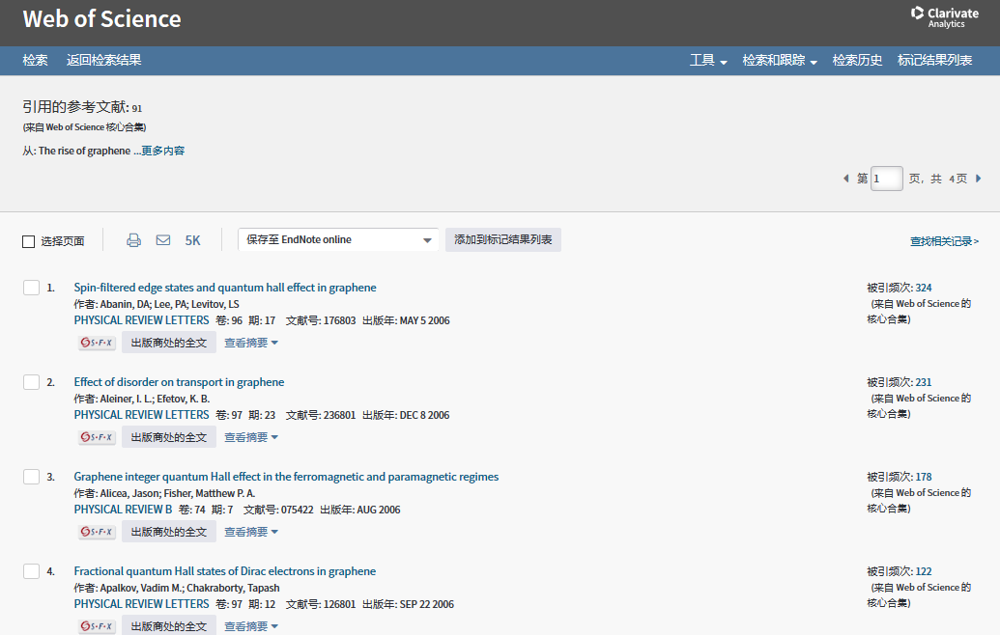 Web of Science
Clarivate
Analytics
检索 返回检索结果 工具 检索和跟踪 检索历史 标记结果列表
引用的参考文献: 91
(来自 Web of Science 核心合集)
从: The rise of graphene ...更多内容
第 1 页, 共 4 页
选择页面 5K 保存至 EndNote online 添加到标记结果列表 查找相关记录>
1. Spin-filtered edge states and quantum hall effect in graphene 被引频次: 324
作者: Abanin, DA; Lee, PA; Levitov, LS (来自 Web of Science 的
PHYSICAL REVIEW LETTERS 卷: 96 期: 17 文献号: 176803 出版年: MAY 5 2006 核心合集)
S·F·X 出版商处的全文 查看摘要
2. Effect of disorder on transport in graphene 被引频次: 231
作者: Aleiner, I. L.; Efetov, K. B. (来自 Web of Science 的
PHYSICAL REVIEW LETTERS 卷: 97 期: 23 文献号: 236801 出版年: DEC 8 2006 核心合集)
S·F·X 出版商处的全文 查看摘要
3. Graphene integer quantum Hall effect in the ferromagnetic and paramagnetic regimes 被引频次: 178
作者: Alicea, Jason; Fisher, Matthew P. A. (来自 Web of Science 的
PHYSICAL REVIEW B 卷: 74 期: 7 文献号: 075422 出版年: AUG 2006 核心合集)
S·F·X 出版商处的全文 查看摘要
4. Fractional quantum Hall states of Dirac electrons in graphene 被引频次: 122
作者: Apalkov, Vadim M.; Chakraborty, Tapash (来自 Web of Science 的
PHYSICAL REVIEW LETTERS 卷: 97 期: 12 文献号: 126801 出版年: SEP 22 2006 核心合集)
S·F·X 出版商处的全文 查看摘要